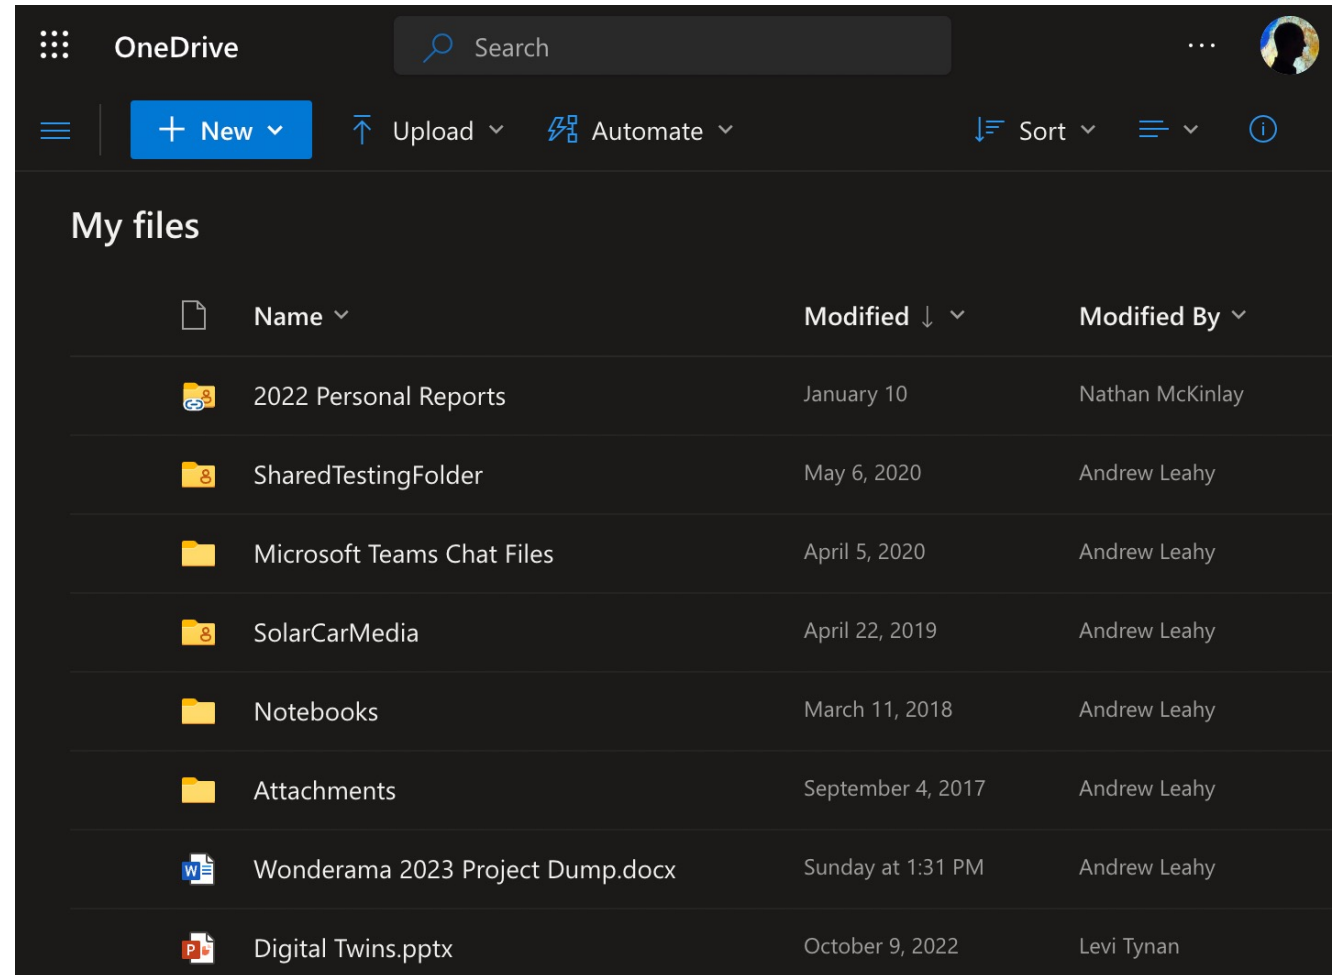 OneDrive Search ...
New Upload Automate Sort
My files
Name Modified Modified By
2022 Personal Reports January 10 Nathan McKinlay
SharedTestingFolder May 6, 2020 Andrew Leahy
Microsoft Teams Chat Files April 5, 2020 Andrew Leahy
SolarCarMedia April 22, 2019 Andrew Leahy
Notebooks March 11, 2018 Andrew Leahy
Attachments September 4, 2017 Andrew Leahy
W Wonderama 2023 Project Dump.docx Sunday at 1:31 PM Andrew Leahy
P Digital Twins.pptx October 9, 2022 Levi Tynan